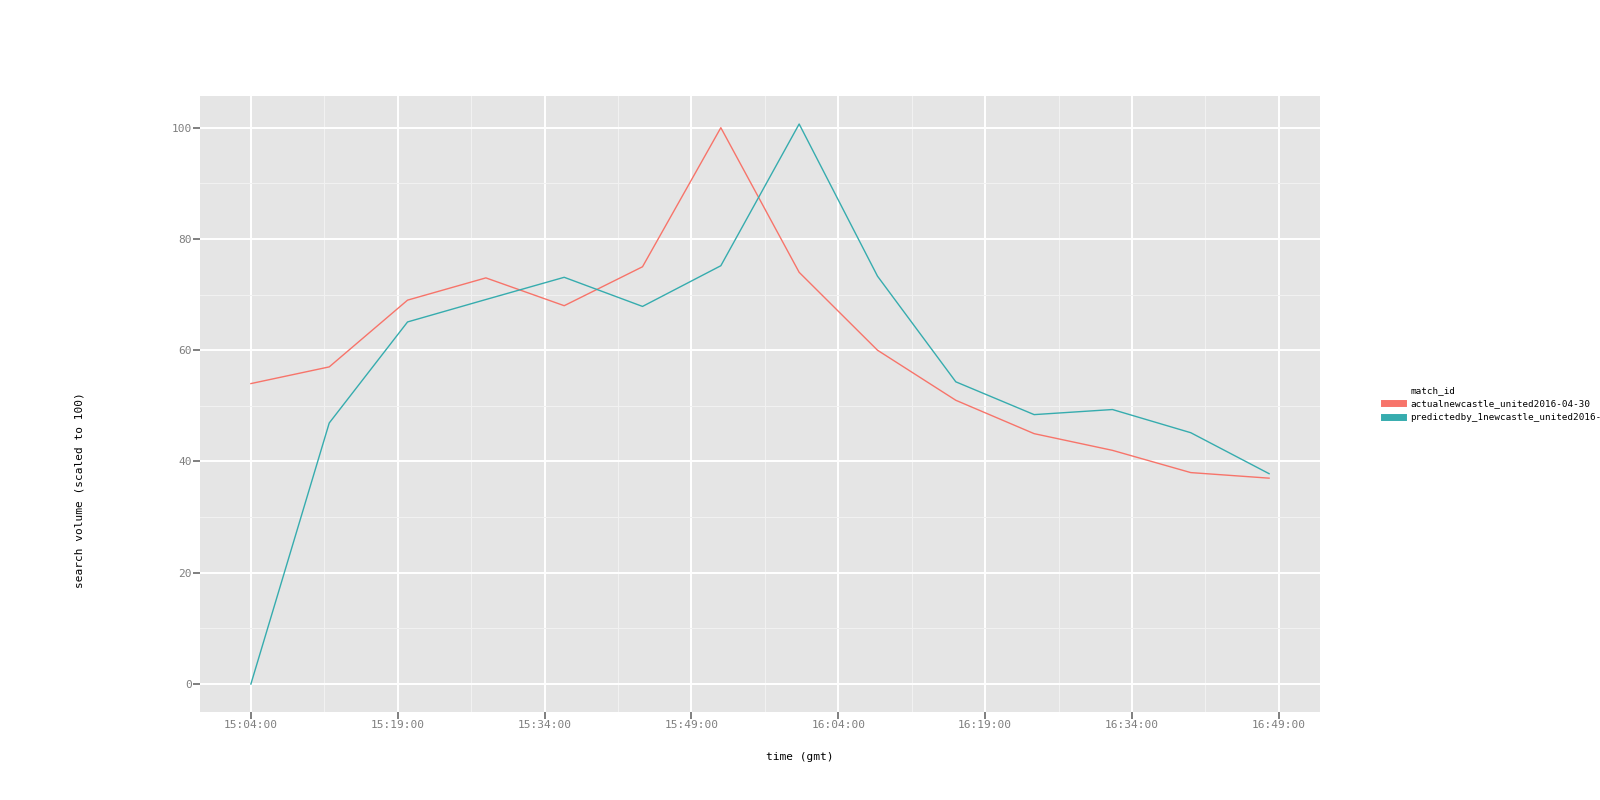 100
80
60
40
20
0
search volume (scaled to 100)
15:04:00 15:19:00 15:34:00 15:49:00 16:04:00 16:19:00 16:34:00 16:49:00
time (gmt)
match_id
actualnewcastle_united2016-04-30
predictedby_1newcastle_united2016-